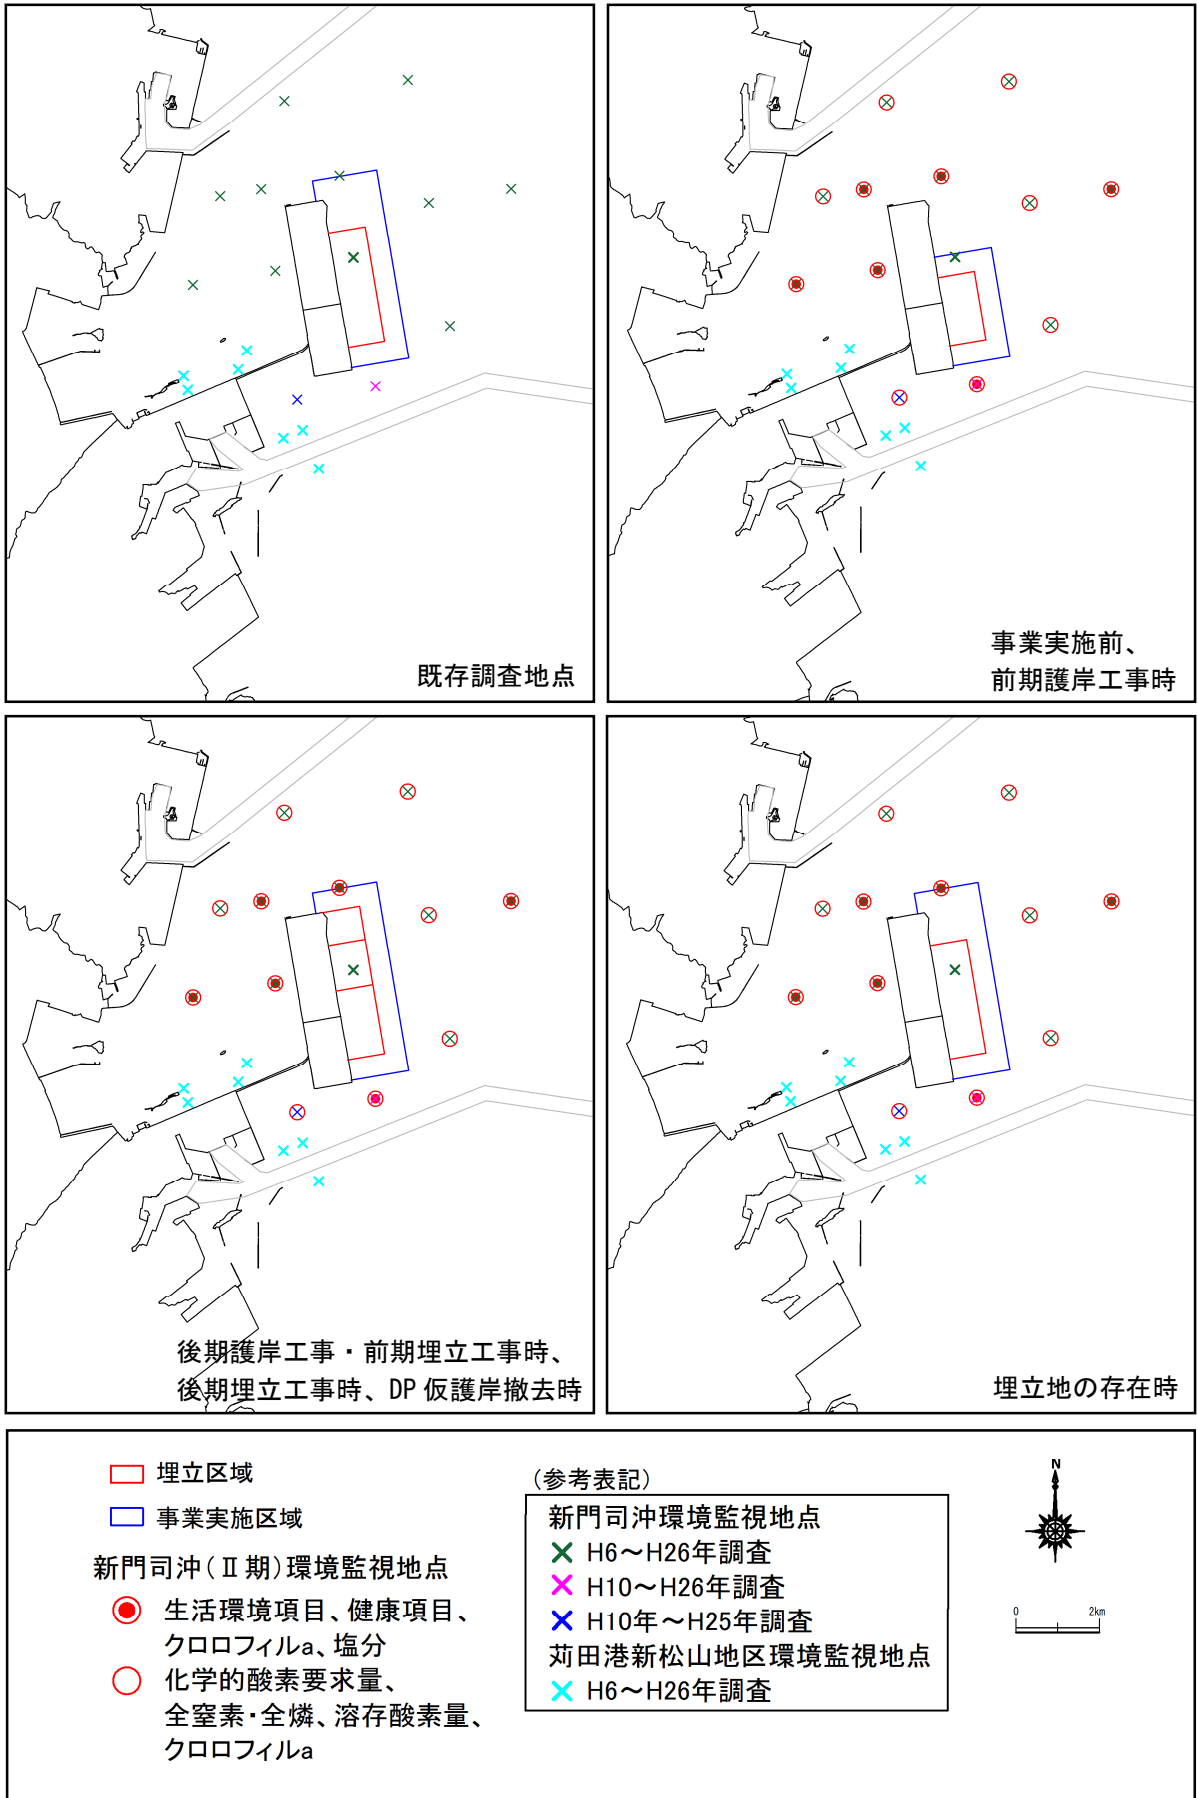 既存調査地点
事業実施前、
前期護岸工事時
後期護岸工事・前期埋立工事時、
後期埋立工事時、DP 仮護岸撤去時
埋立地の存在時
埋立区域
事業実施区域
新門司沖(Ⅱ期)環境監視地点
生活環境項目、健康項目、
クロロフィルa、塩分
化学的酸素要求量、
全窒素・全燐、溶存酸素量、
クロロフィルa
(参考表記)
新門司沖環境監視地点
H6～H26年調査
H10～H26年調査
H10年～H25年調査
苅田港新松山地区環境監視地点
H6～H26年調査
N
0 2km